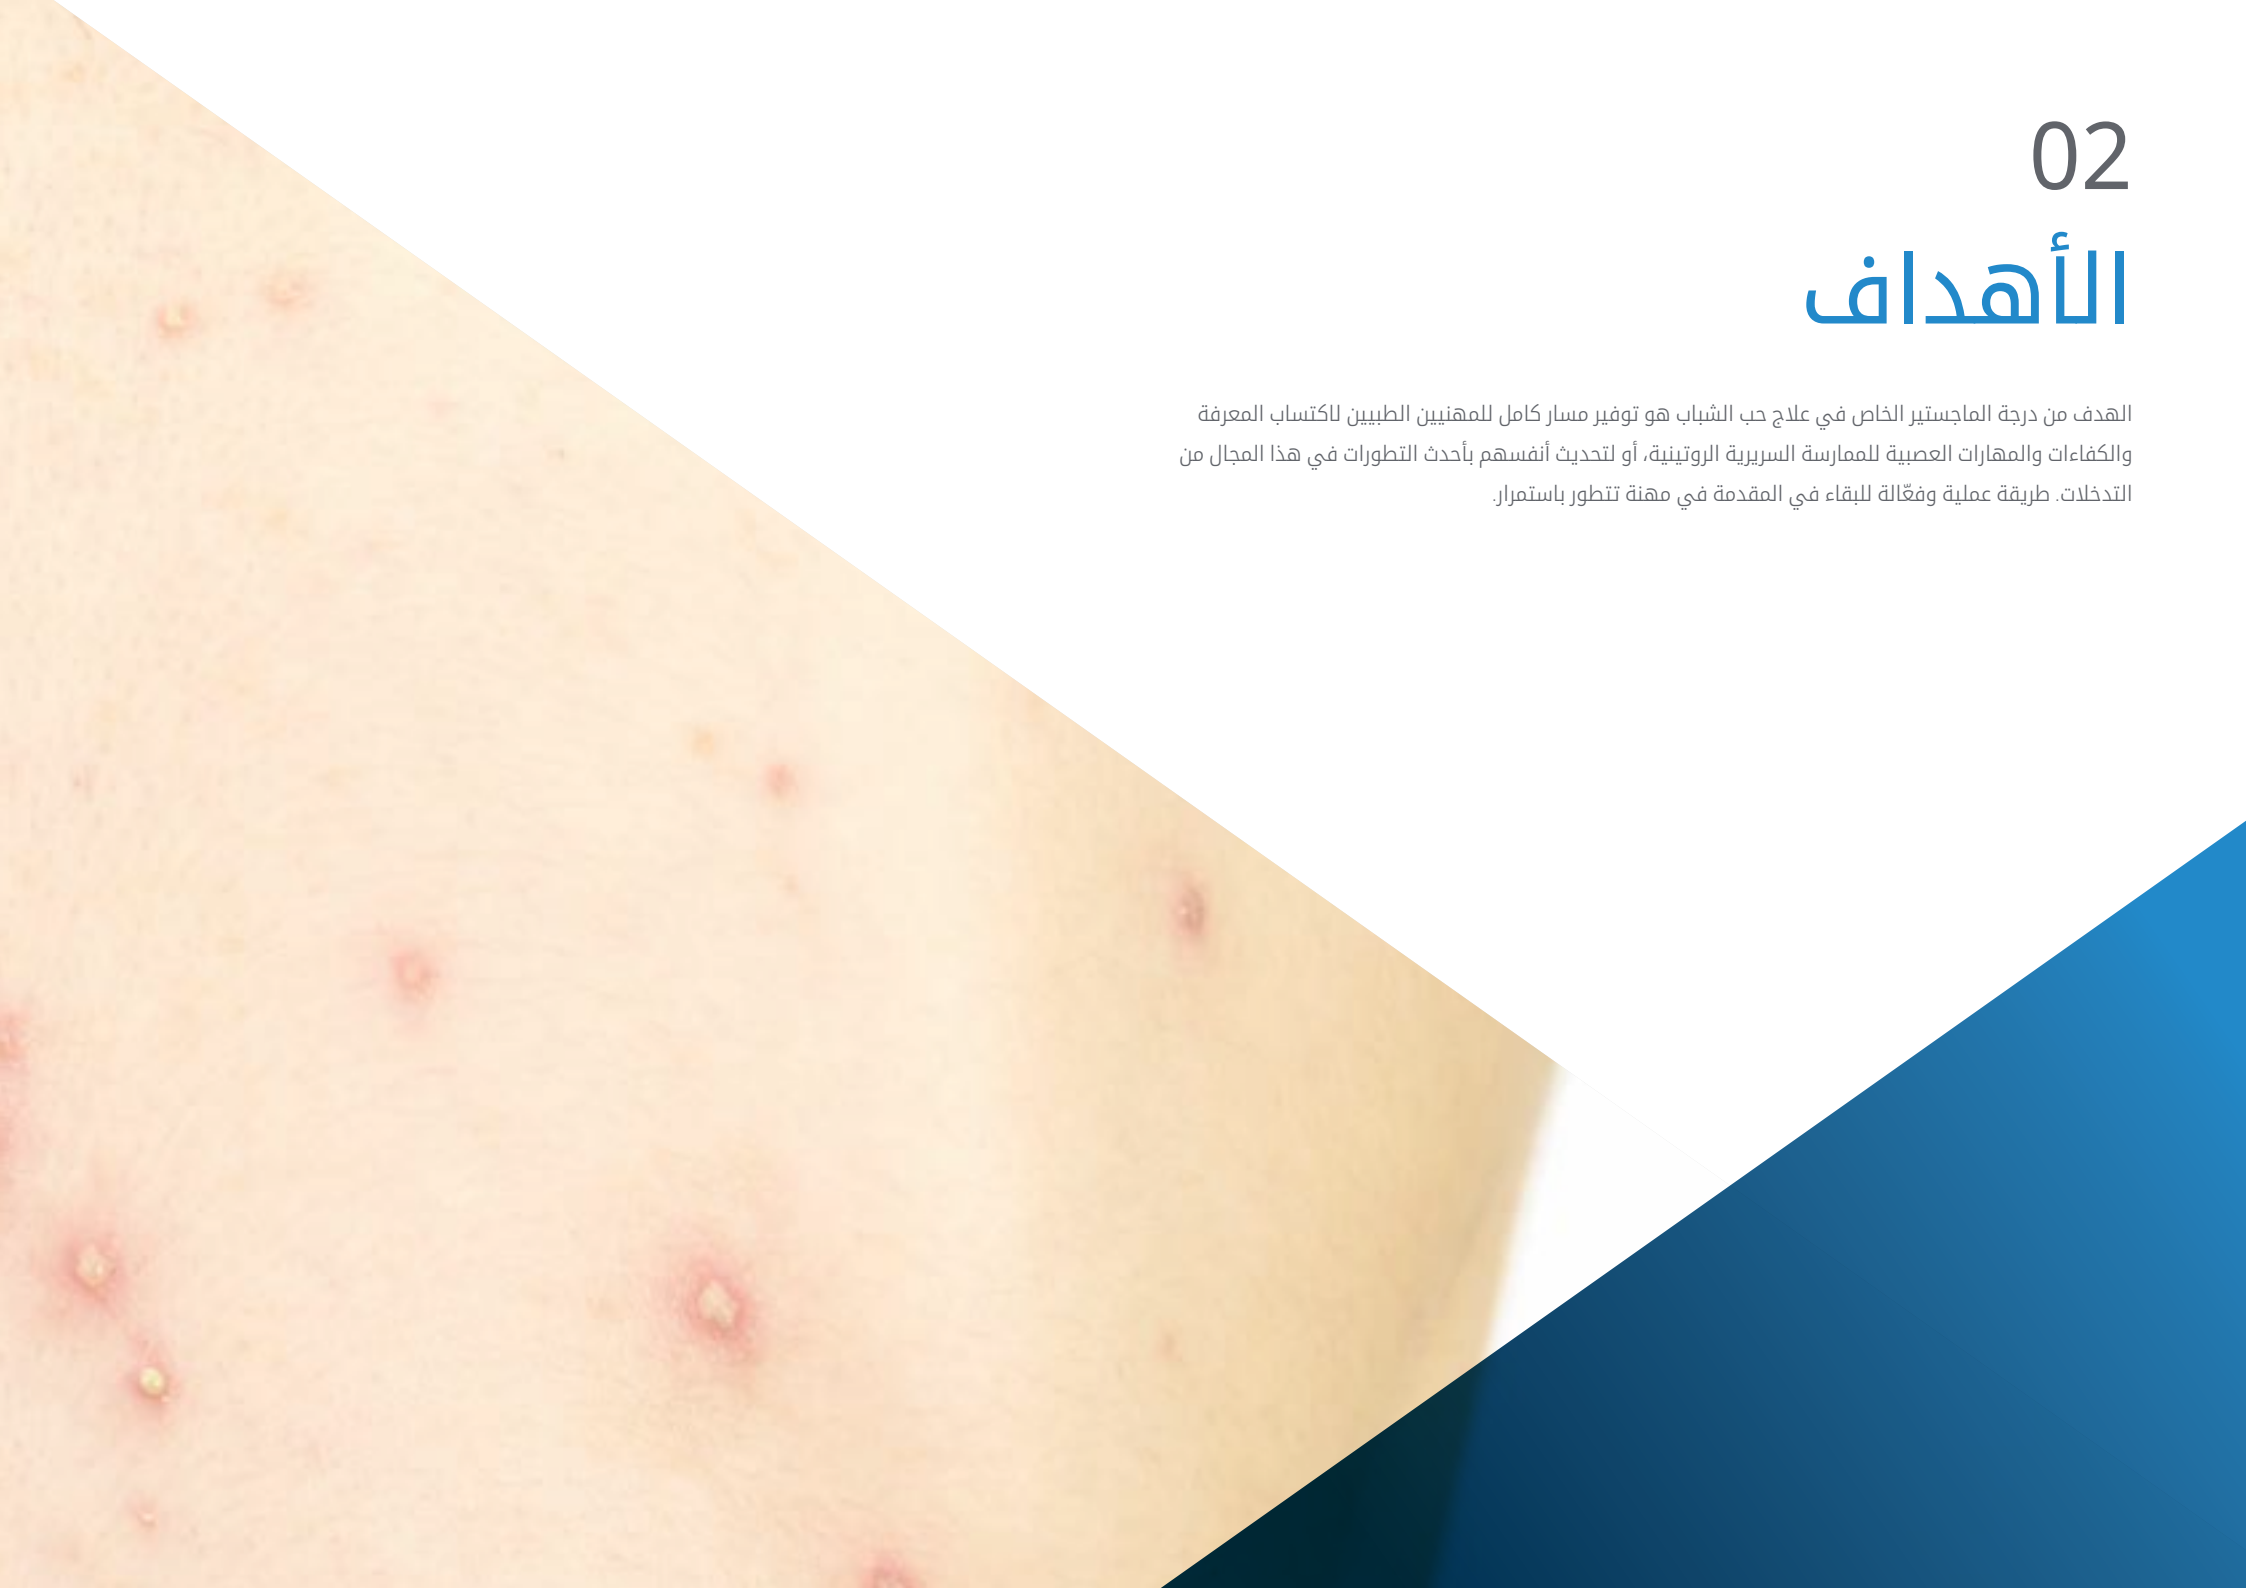 02
الأهداف
الهدف من درجة الماجستير الخاص في علاج حب الشباب هو توفير مسار كامل للمهنيين الطبيين لاكتساب المعرفة
والكفاءات والمهارات العصبية للممارسة السريرية الروتينية، أو لتحديث أنفسهم بأحدث التطورات في هذا المجال من
التدخلات. طريقة عملية وفعّالة للبقاء في المقدمة في مهنة تتطور باستمرار.